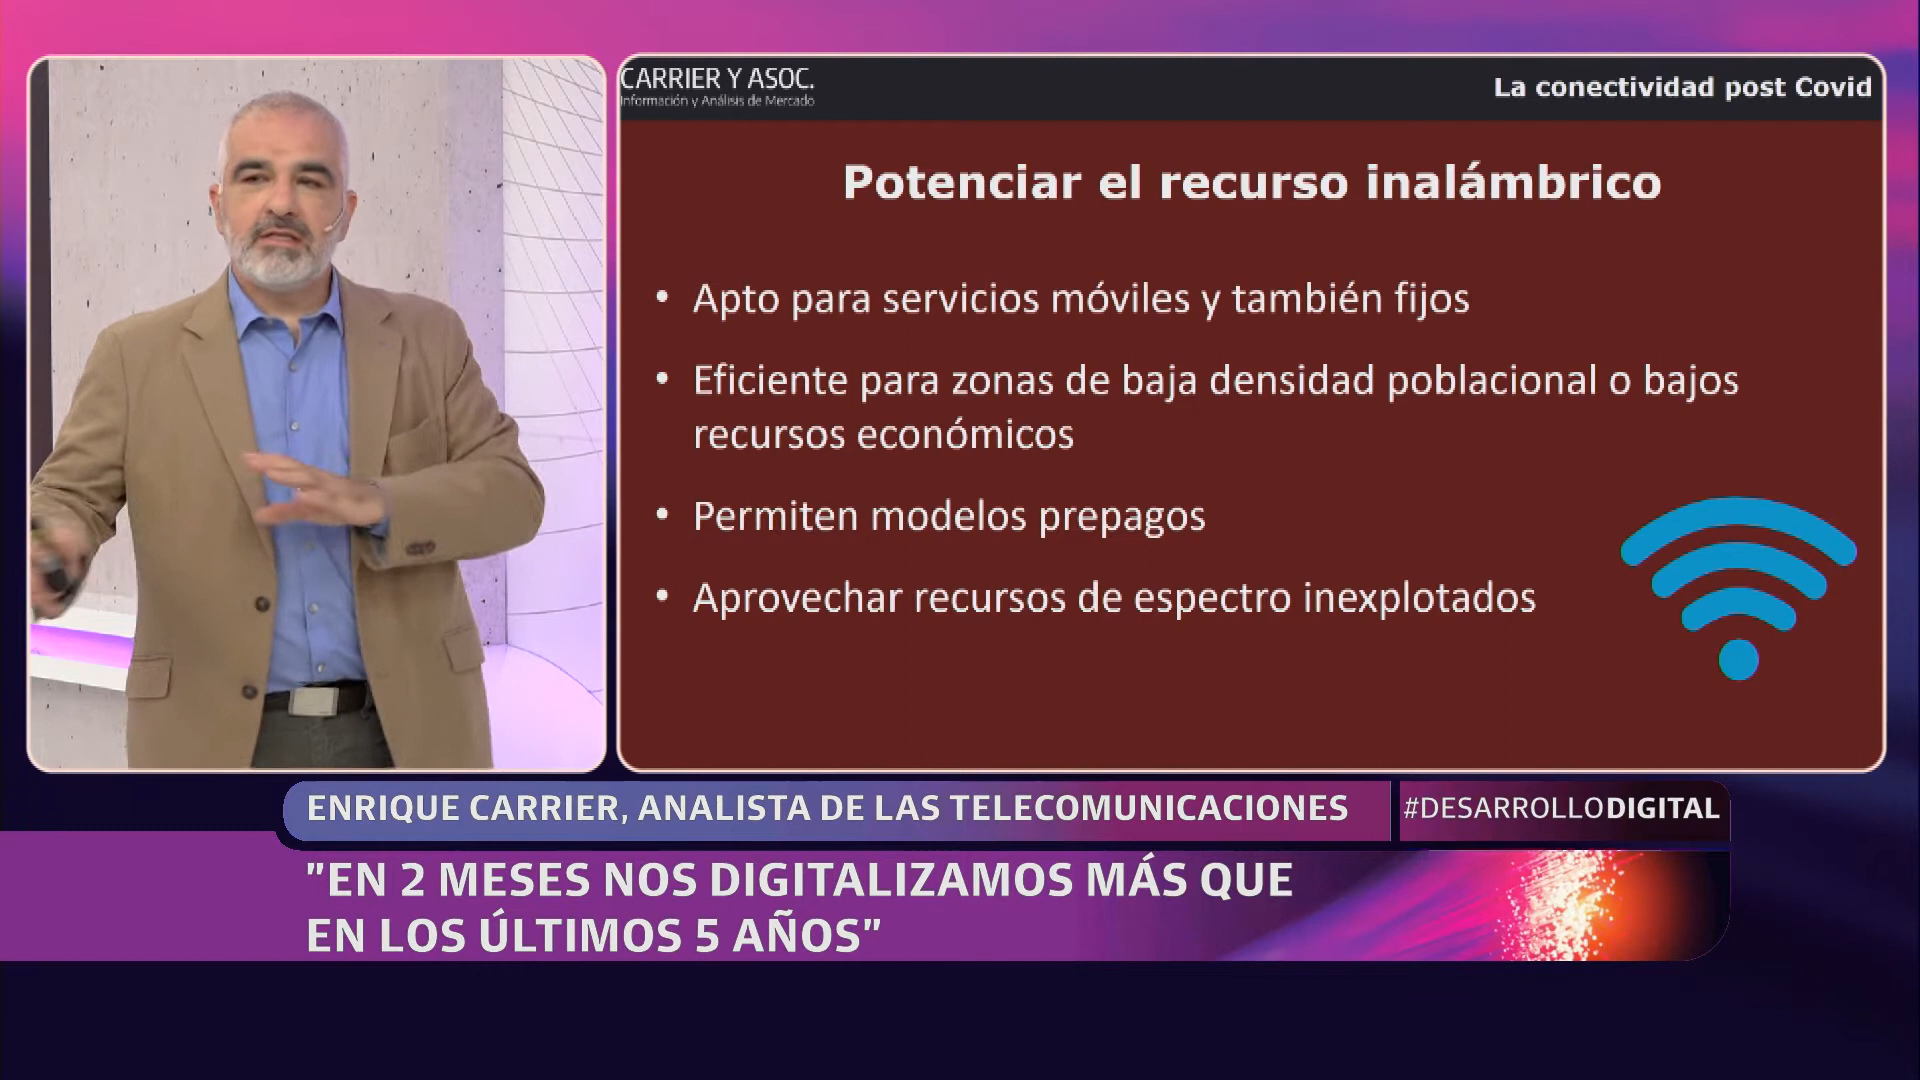 CARRIER Y ASOC.
Información y Análisis de Mercado
La conectividad post Covid
Potenciar el recurso inalámbrico
• Apto para servicios móviles y también fijos
• Eficiente para zonas de baja densidad poblacional o bajos
recursos económicos
• Permiten modelos prepagos
• Aprovechar recursos de espectro inexplotados
ENRIQUE CARRIER, ANALISTA DE LAS TELECOMUNICACIONES
#DESARROLLODIGITAL
"EN 2 MESES NOS DIGITALIZAMOS MÁS QUE
EN LOS ÚLTIMOS 5 AÑOS"